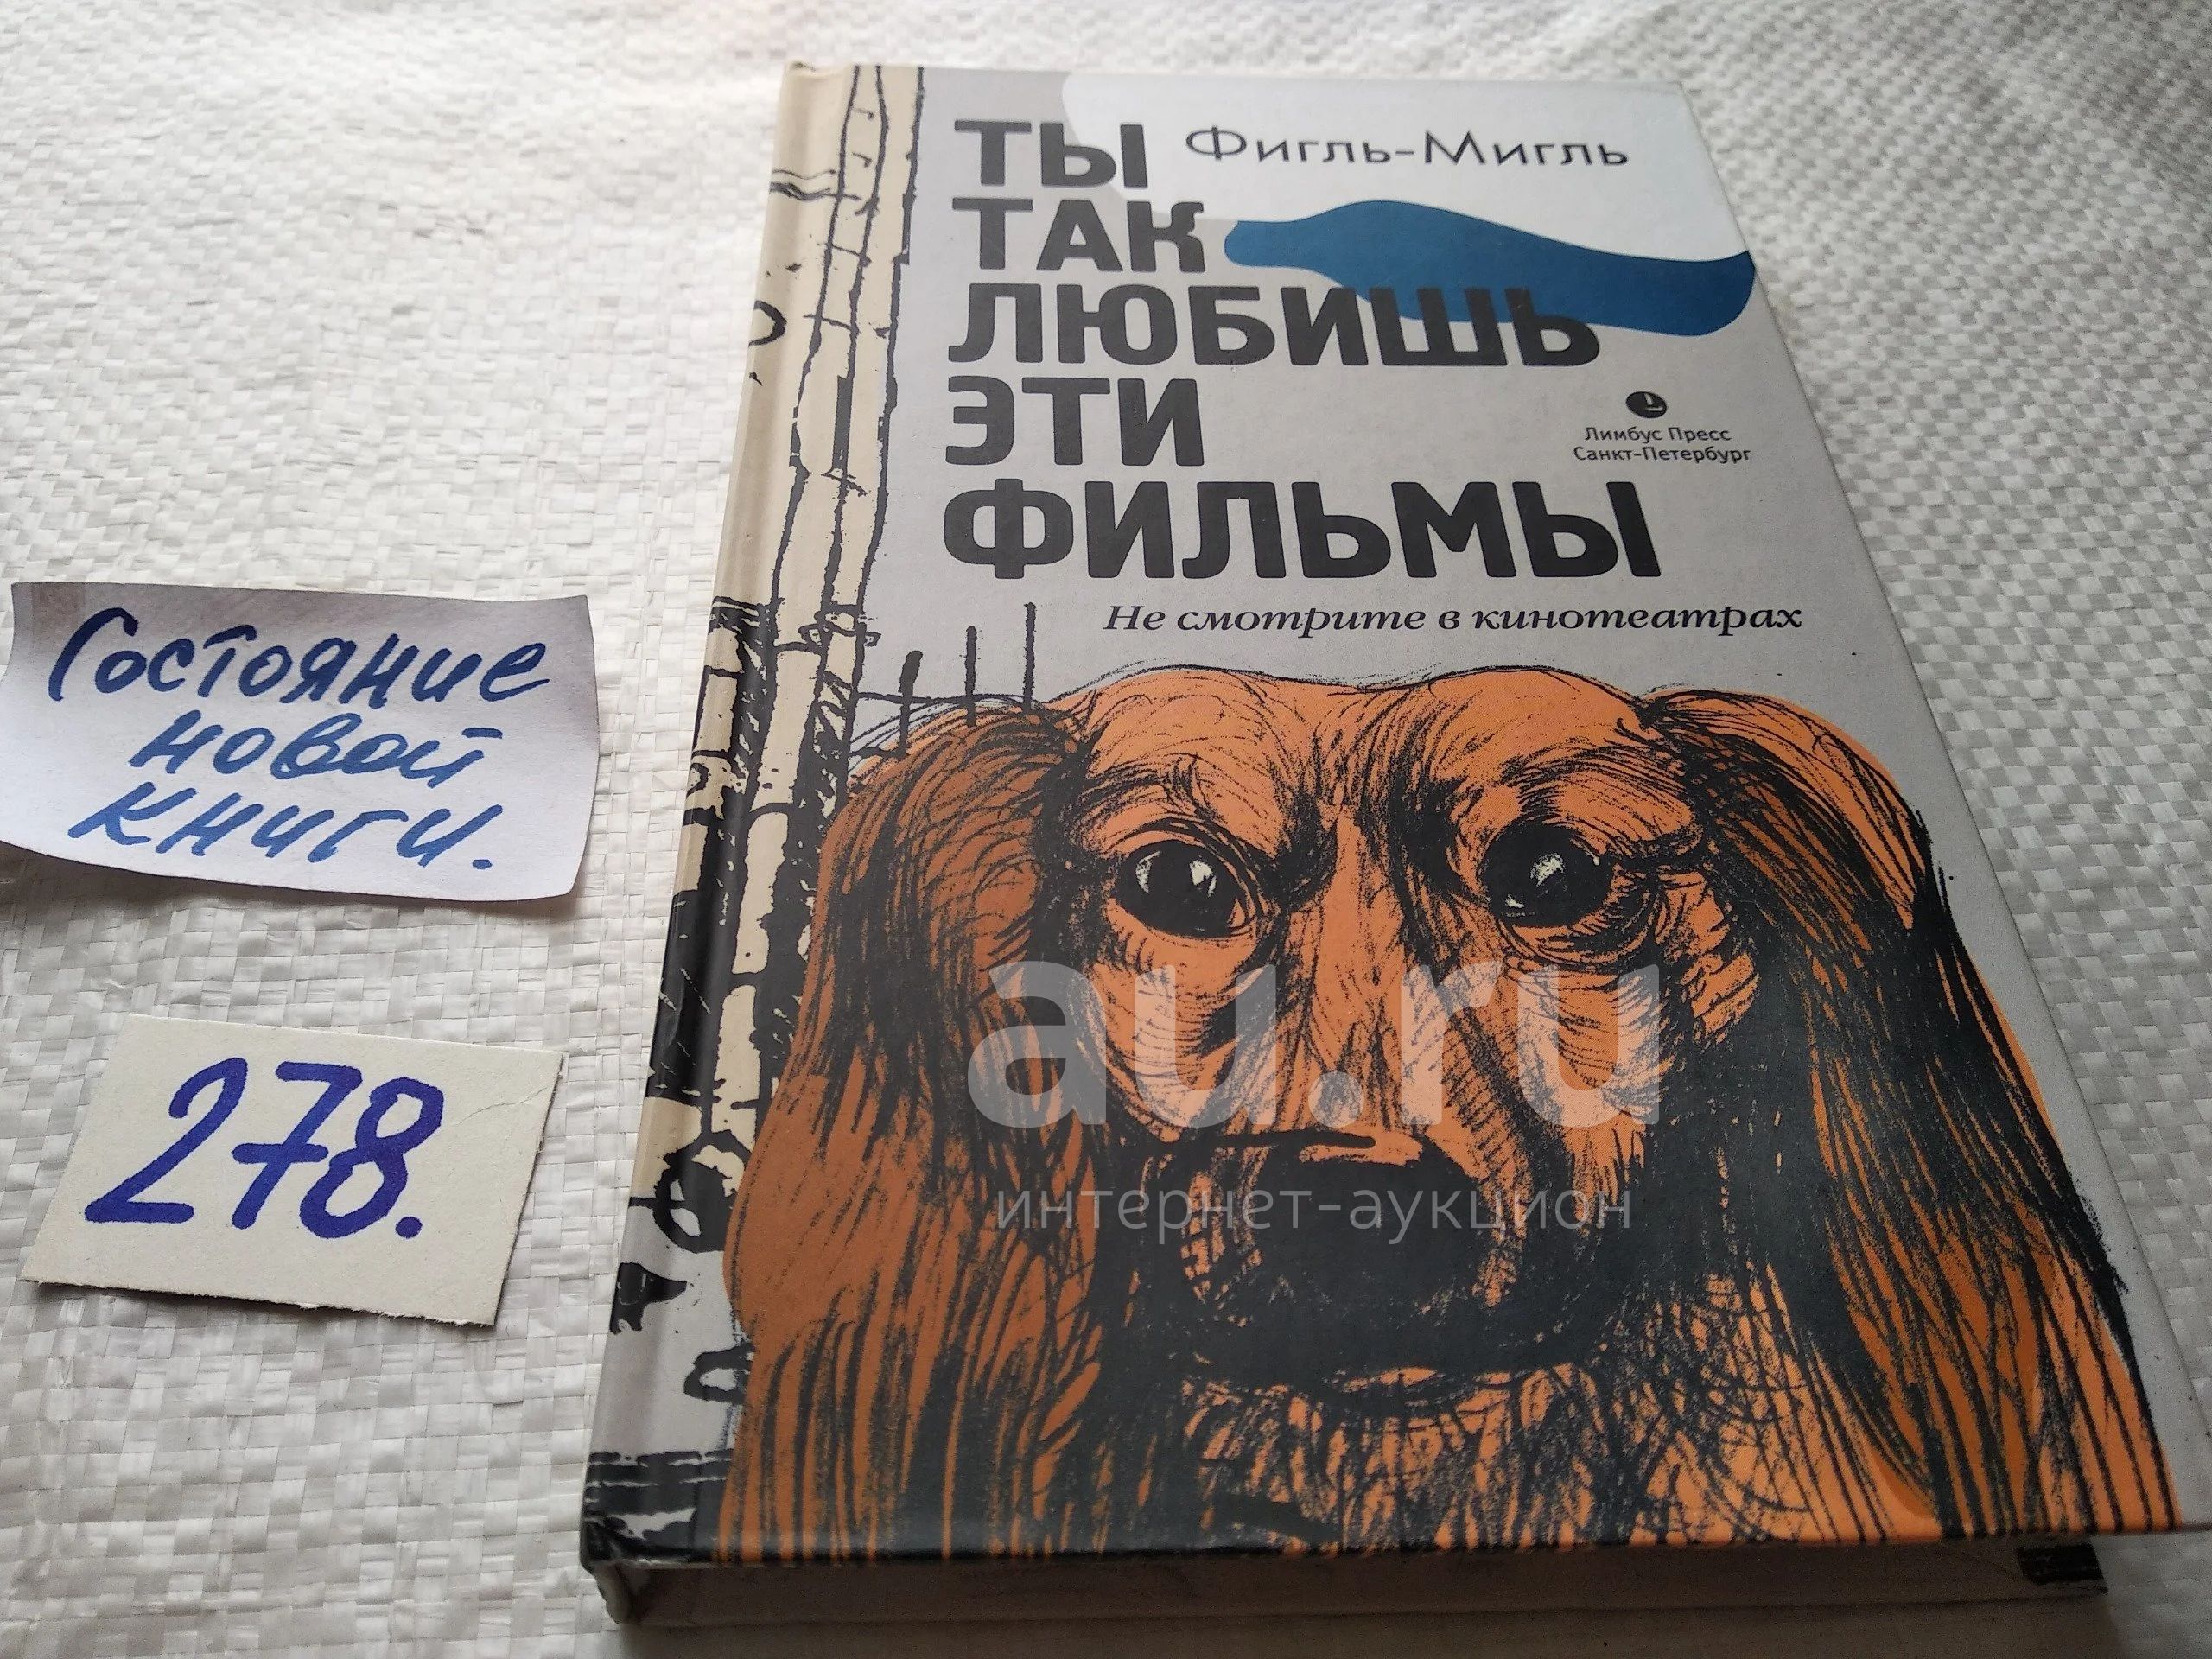 ТЫ
ТАК
ЛЮБИШЬ
ЭТИ
ФИЛЬМЫ
Фигль-Мигль
Лимбус Пресс
Санкт-Петербург
Не смотрите в кинотеатрах
Состояние
новой
книги.
278.
au.ru
интернет-аукцион